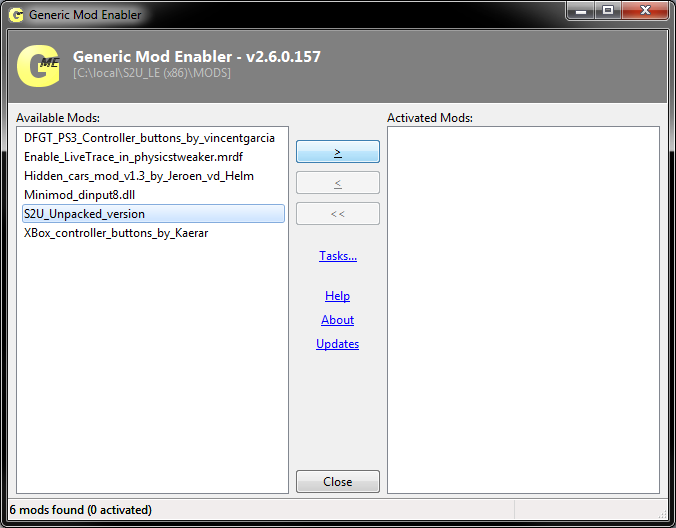 Generic Mod Enabler
GME
Generic Mod Enabler - v2.6.0.157
[C:\local\S2U_LE (x86)\MODS]
Available Mods:
Activated Mods:
DFGT_PS3_Controller_buttons_by_vincentgarcia
Enable_LiveTrace_in_physicstweaker.mrdf
Hidden_cars_mod_v1.3_by_Jeroen_vd_Helm
Minimod_dinput8.dll
S2U_Unpacked_version
XBox_controller_buttons_by_Kaerar
>
<
<<
Tasks...
Help
About
Updates
Close
6 mods found (0 activated)